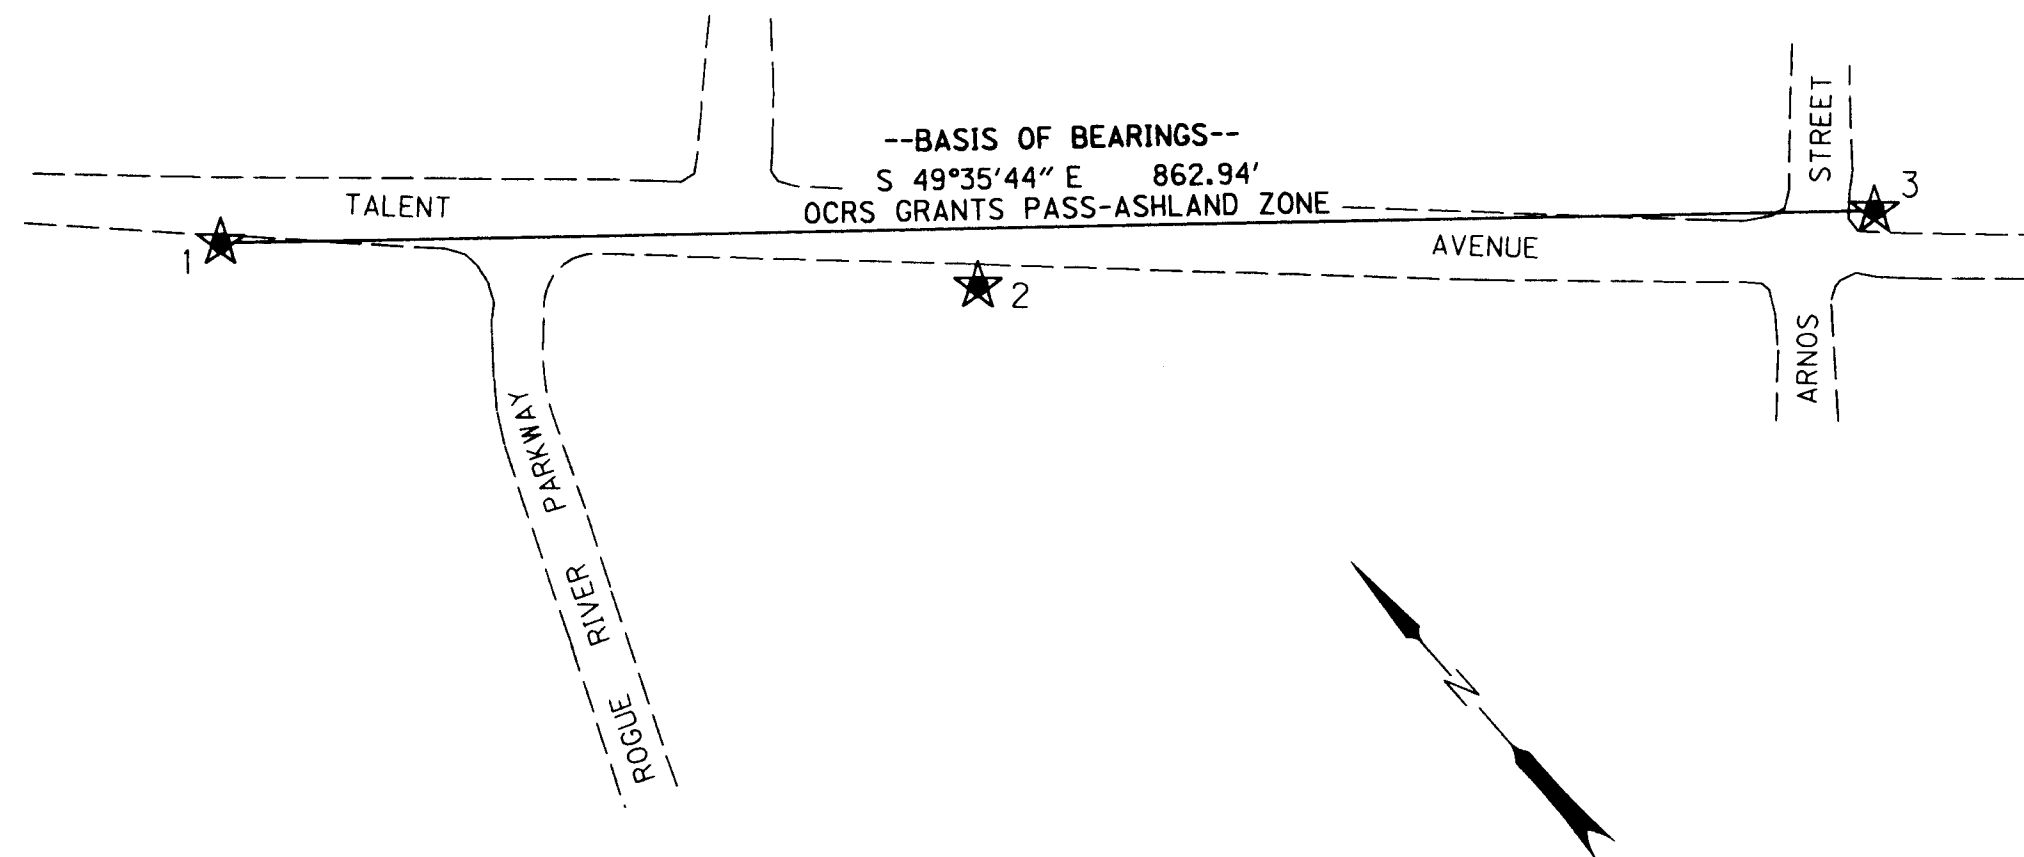 --BASIS OF BEARINGS--
S 49°35'44" E 862.94'
OCRS GRANTS PASS-ASHLAND ZONE
TALENT
AVENUE
STREET
ARNOS
1
2
3
ROGUE RIVER PARKWAY
N